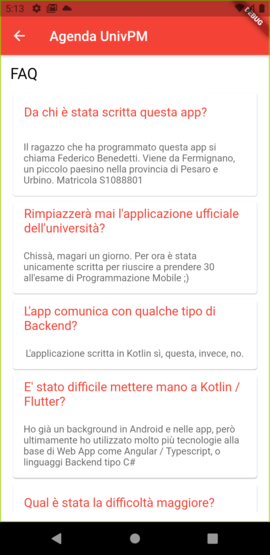 5:13
DEBUG
Agenda UnivPM
FAQ
Da chi è stata scritta questa app?
Il ragazzo che ha programmato questa app si
chiama Federico Benedetti. Viene da Fermignano,
un piccolo paesino nella provincia di Pesaro e
Urbino. Matricola S1088801
Rimpiazzerà mai l'applicazione ufficiale
dell'università?
Chissà, magari un giorno. Per ora è stata
unicamente scritta per riuscire a prendere 30
all'esame di Programmazione Mobile ;)
L'app comunica con qualche tipo di
Backend?
L'applicazione scritta in Kotlin sì, questa, invece, no.
E' stato difficile mettere mano a Kotlin /
Flutter?
Ho già un background in Android e nelle app, però
ultimamente ho utilizzato molto più tecnologie alla
base di Web App come Angular / Typescript, o
linguaggi Backend tipo C#
Qual è stata la difficoltà maggiore?